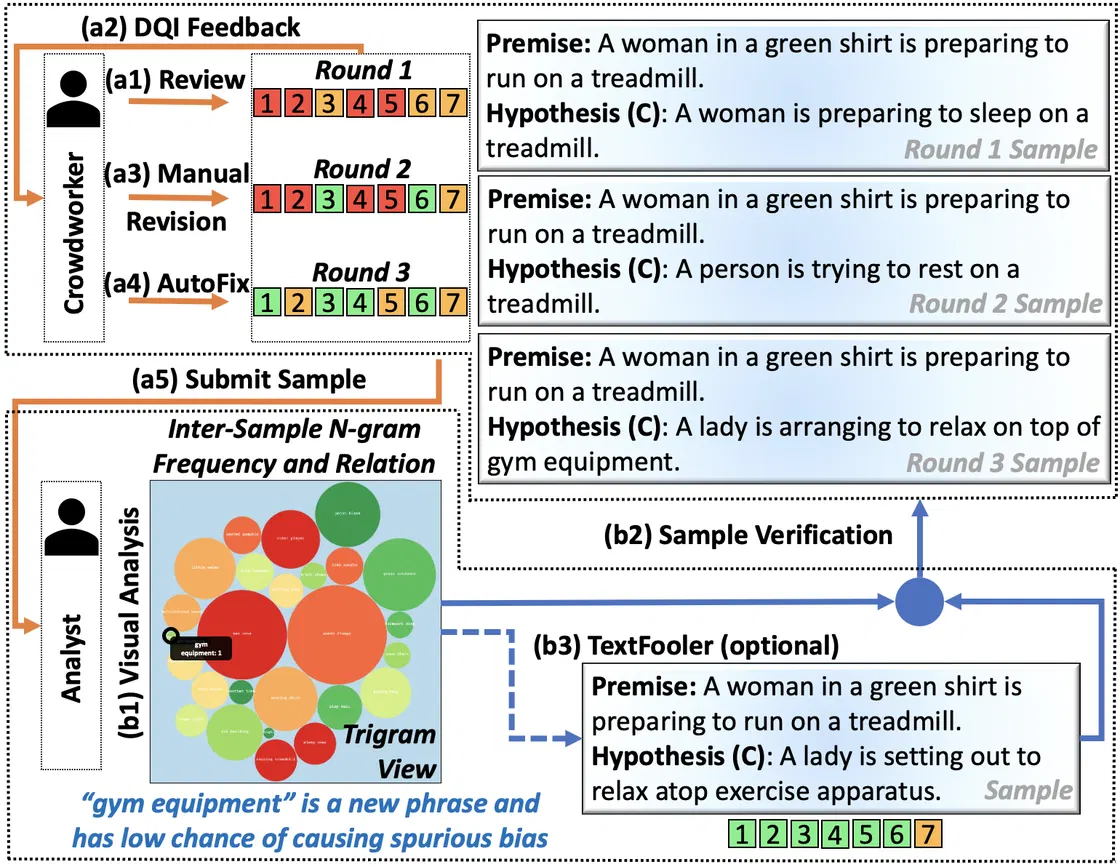 (a2) DQI Feedback
(a1) Review
Round 1
1 2 3 4 5 6 7
(a3) Manual
Revision
Round 2
1 2 3 4 5 6 7
(a4) AutoFix
Round 3
1 2 3 4 5 6 7
Crowdworker
Premise: A woman in a green shirt is preparing to
run on a treadmill.
Hypothesis (C): A woman is preparing to sleep on a
treadmill.
Round 1 Sample
Premise: A woman in a green shirt is preparing to
run on a treadmill.
Hypothesis (C): A person is trying to rest on a
treadmill.
Round 2 Sample
Premise: A woman in a green shirt is preparing to
run on a treadmill.
Hypothesis (C): A lady is arranging to relax on top of
gym equipment.
Round 3 Sample
(a5) Submit Sample
Analyst
(b1) Visual Analysis
Inter-Sample N-gram
Frequency and Relation
gym
equipment: 1
Trigram
View
“gym equipment” is a new phrase and
has low chance of causing spurious bias
(b2) Sample Verification
(b3) TextFooler (optional)
Premise: A woman in a green shirt is
preparing to run on a treadmill.
Hypothesis (C): A lady is setting out to
relax atop exercise apparatus.
Sample
1 2 3 4 5 6 7